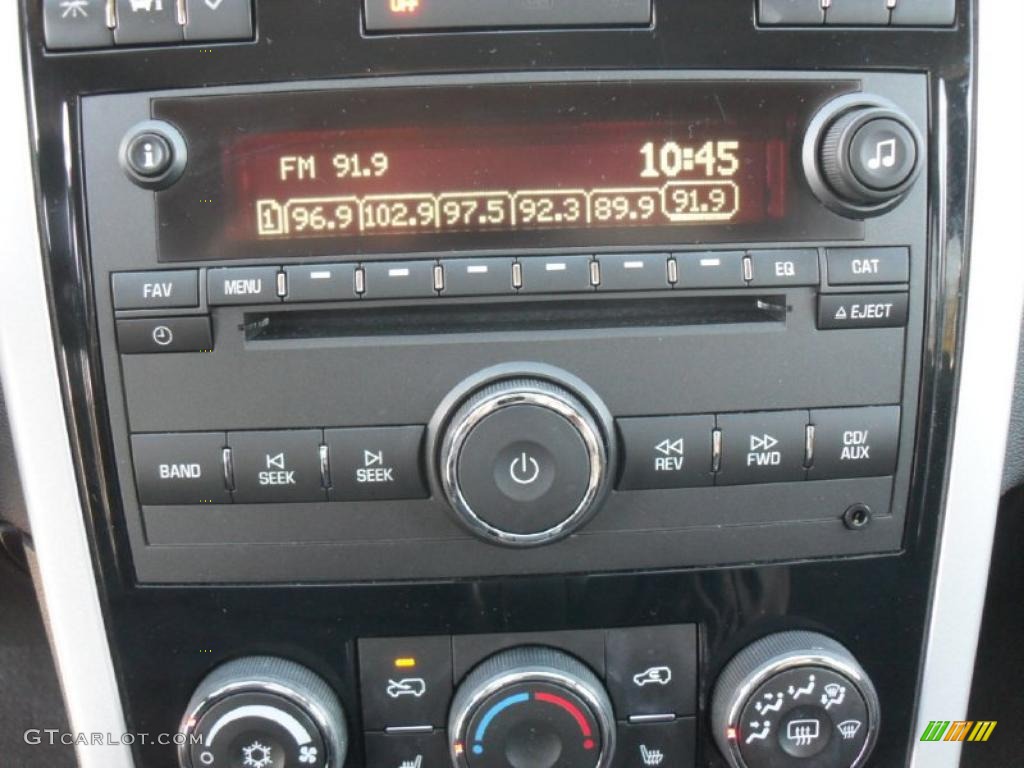 OFF
i
FM 91.9 10:45
1 96.9 102.9 97.5 92.3 89.9 91.9
FAV MENU EQ CAT
EJECT
BAND SEEK SEEK REV FWD CD/AUX
GTCARLOT.COM